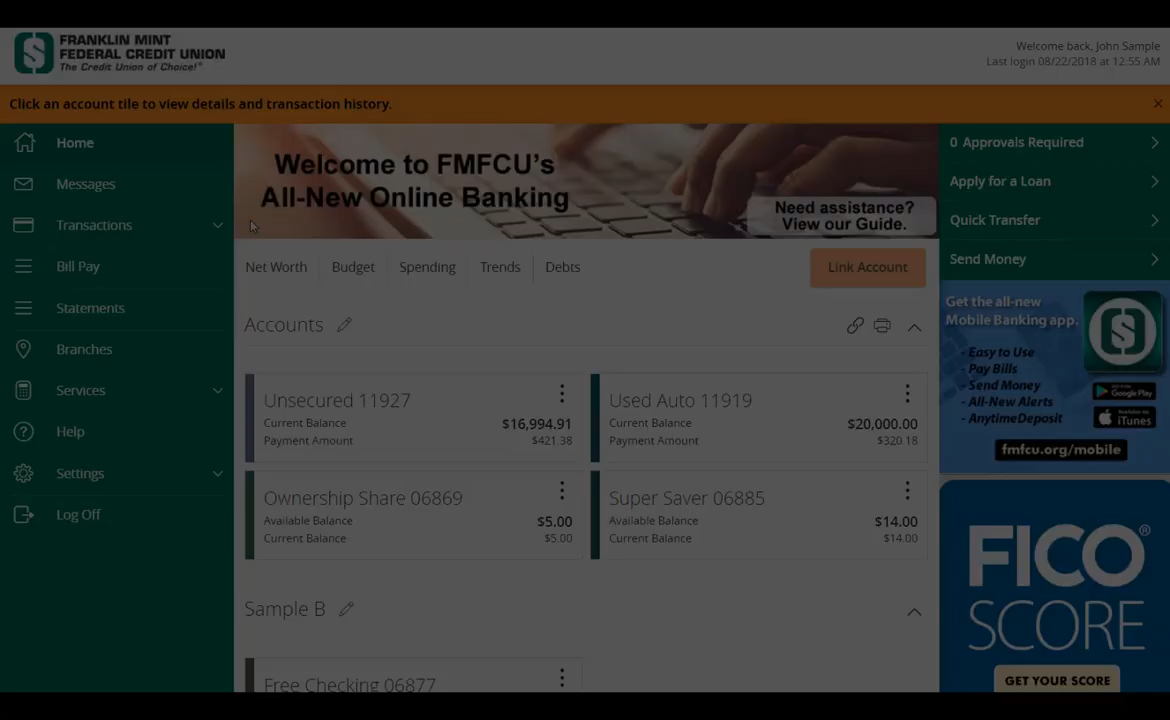 FRANKLIN MINT
FEDERAL CREDIT UNION
The Credit Union of Choice!®
Welcome back, John Sample
Last login 08/22/2018 at 12:55 AM
Click an account tile to view details and transaction history.
×
Home
Messages
Transactions
Bill Pay
Statements
Branches
Services
Help
Settings
Log Off
Welcome to FMFCU's
All-New Online Banking
Need assistance?
View our Guide.
Net Worth
Budget
Spending
Trends
Debts
Link Account
Accounts
Unsecured 11927
Current Balance $16,994.91
Payment Amount $421.38
Used Auto 11919
Current Balance $20,000.00
Payment Amount $320.18
Ownership Share 06869
Available Balance $5.00
Current Balance $5.00
Super Saver 06885
Available Balance $14.00
Current Balance $14.00
Sample B
Free Checking 06877
0 Approvals Required
Apply for a Loan
Quick Transfer
Send Money
Get the all-new
Mobile Banking app.
- Easy to Use
- Pay Bills
- Send Money
- All-New Alerts
- AnytimeDeposit
Google Play
iTunes
fmfcu.org/mobile
FICO®
SCORE
GET YOUR SCORE